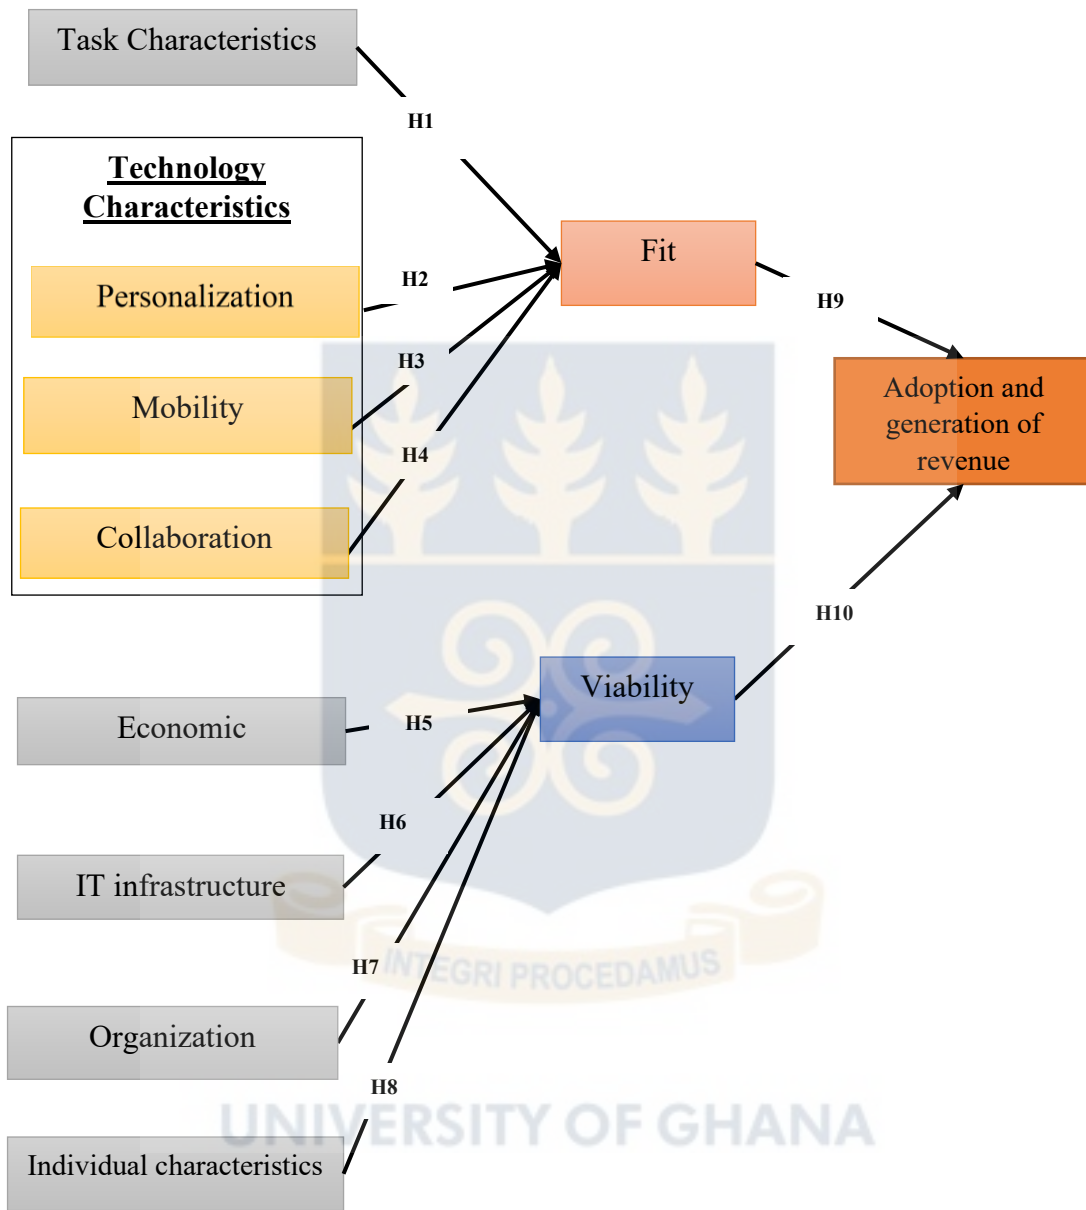 Task Characteristics
H1
Technology
Characteristics
Personalization
H2
Mobility
H3
Collaboration
H4
Fit
H9
Adoption and
generation of
revenue
H10
Viability
Economic
H5
IT infrastructure
H6
Organization
H7
Individual characteristics
H8
INTEGRI PROCEDAMUS
UNIVERSITY OF GHANA